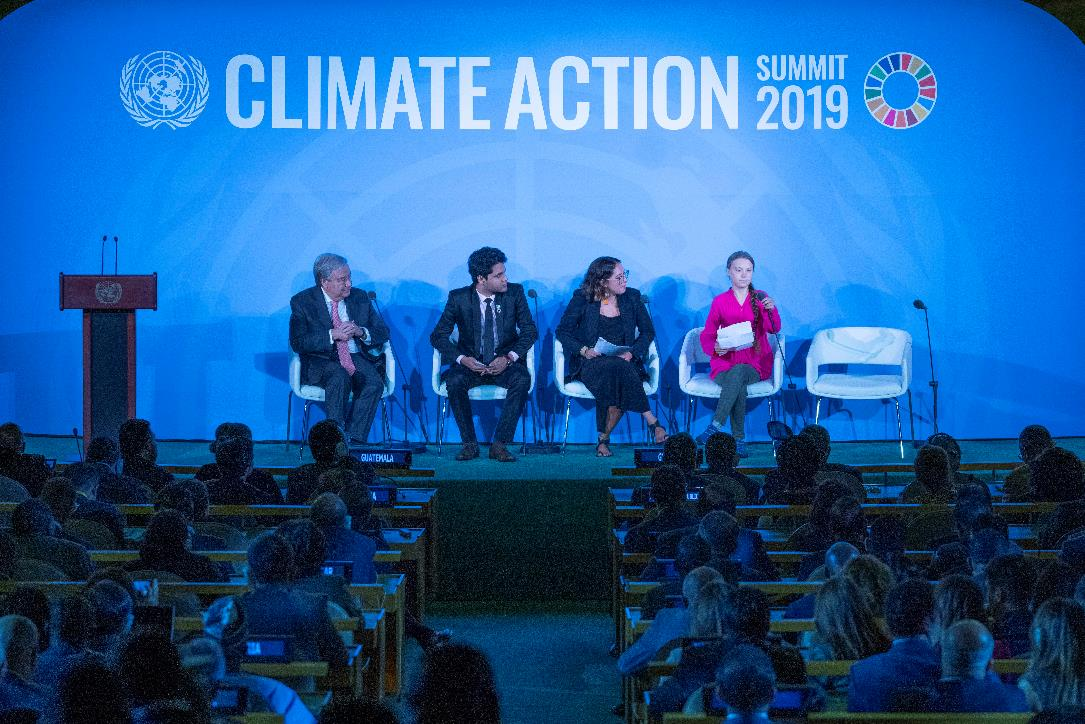 CLIMATE ACTION
SUMMIT
2019
GUATEMALA